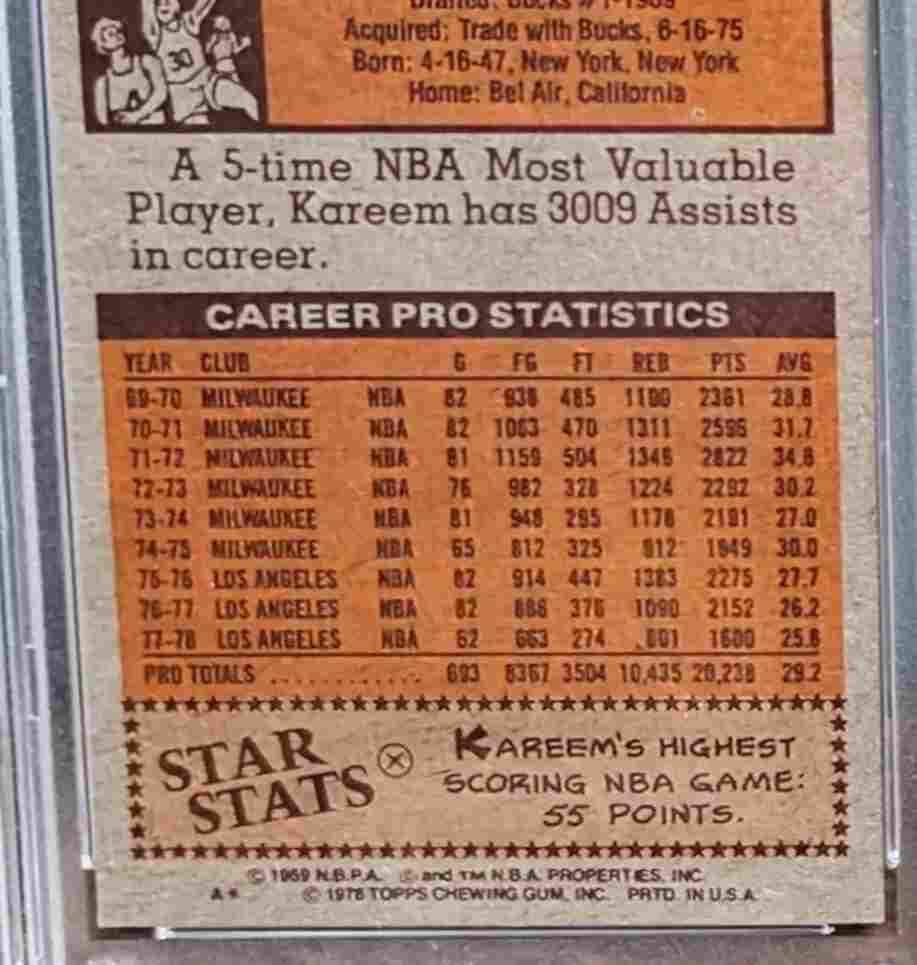 Drafted: Bucks #1-1969
Acquired: Trade with Bucks, 6-16-75
Born: 4-16-47, New York, New York
Home: Bel Air, California
30
A 5-time NBA Most Valuable
Player, Kareem has 3009 Assists
in career.
CAREER PRO STATISTICS
YEAR CLUB G FG FT REB PTS AVG
69-70 MILWAUKEE NBA 82 938 485 1190 2361 28.8
70-71 MILWAUKEE NBA 82 1063 470 1311 2596 31.7
71-72 MILWAUKEE NBA 81 1159 504 1346 2822 34.8
72-73 MILWAUKEE NBA 76 982 328 1224 2292 30.2
73-74 MILWAUKEE NBA 81 948 295 1178 2191 27.0
74-75 MILWAUKEE NBA 65 812 325 912 1949 30.0
75-76 LOS ANGELES NBA 82 914 447 1383 2275 27.7
76-77 LOS ANGELES NBA 82 888 376 1090 2152 26.2
77-78 LOS ANGELES NBA 62 663 274 801 1600 25.8
PRO TOTALS ............ 693 8367 3504 10,435 20,238 29.2
STAR STATS
KAREEM'S HIGHEST
SCORING NBA GAME:
55 POINTS.
© 1969 N.B.P.A. © and TM N.B.A. PROPERTIES, INC.
A* © 1978 TOPPS CHEWING GUM, INC. PRTD. IN U.S.A.